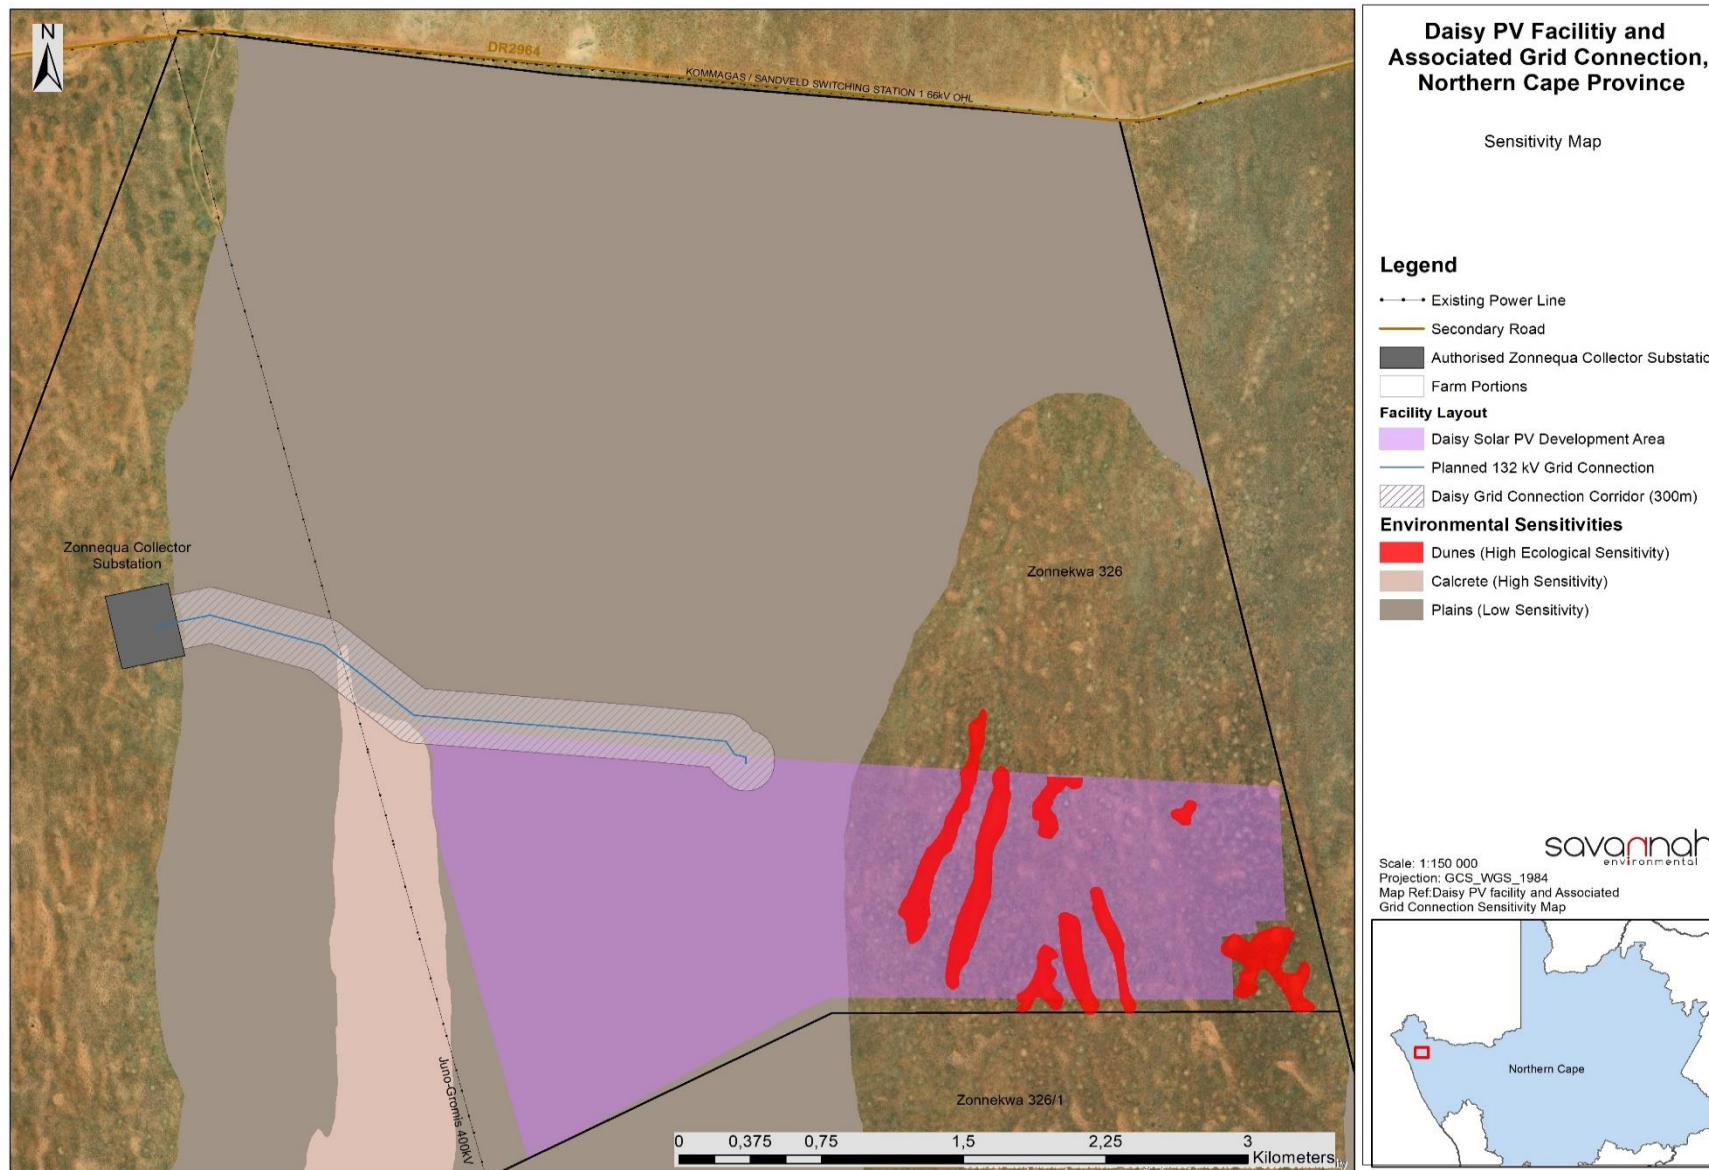 N
DR2964
KOMMAGAS / SANDVELD SWITCHING STATION 1 66kV OHL
Zonnequa Collector
Substation
Zonnekwa 326
Juno-Gromis 400kV
Zonnekwa 326/1
0 0,375 0,75 1,5 2,25 3
Kilometers
Daisy PV Facilitiy and
Associated Grid Connection,
Northern Cape Province
Sensitivity Map
Legend
Existing Power Line
Secondary Road
Authorised Zonnequa Collector Substatio
Farm Portions
Facility Layout
Daisy Solar PV Development Area
Planned 132 kV Grid Connection
Daisy Grid Connection Corridor (300m)
Environmental Sensitivities
Dunes (High Ecological Sensitivity)
Calcrete (High Sensitivity)
Plains (Low Sensitivity)
savannah
environmental
Scale: 1:150 000
Projection: GCS_WGS_1984
Map Ref:Daisy PV facility and Associated
Grid Connection Sensitivity Map
Northern Cape